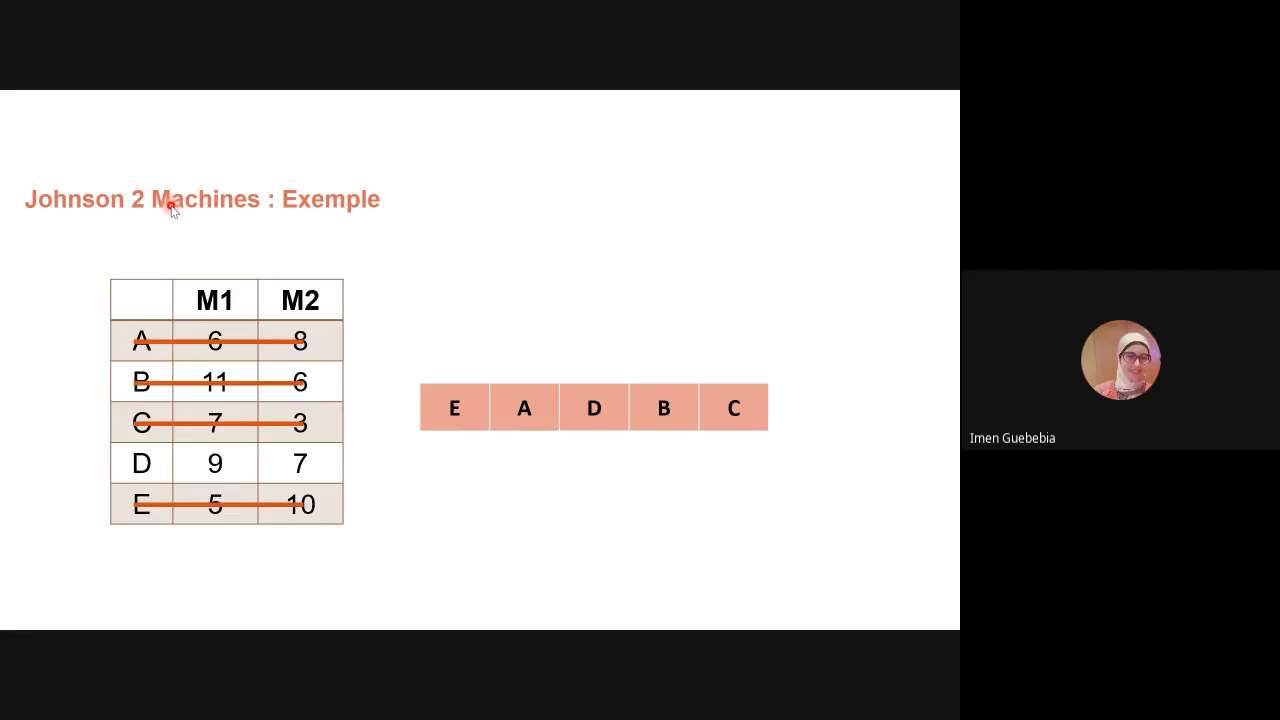 Johnson 2 Machines : Exemple
M1 M2
A 6 8
B 11 6
C 7 3
D 9 7
E 5 10
E A D B C
Imen Guebebia